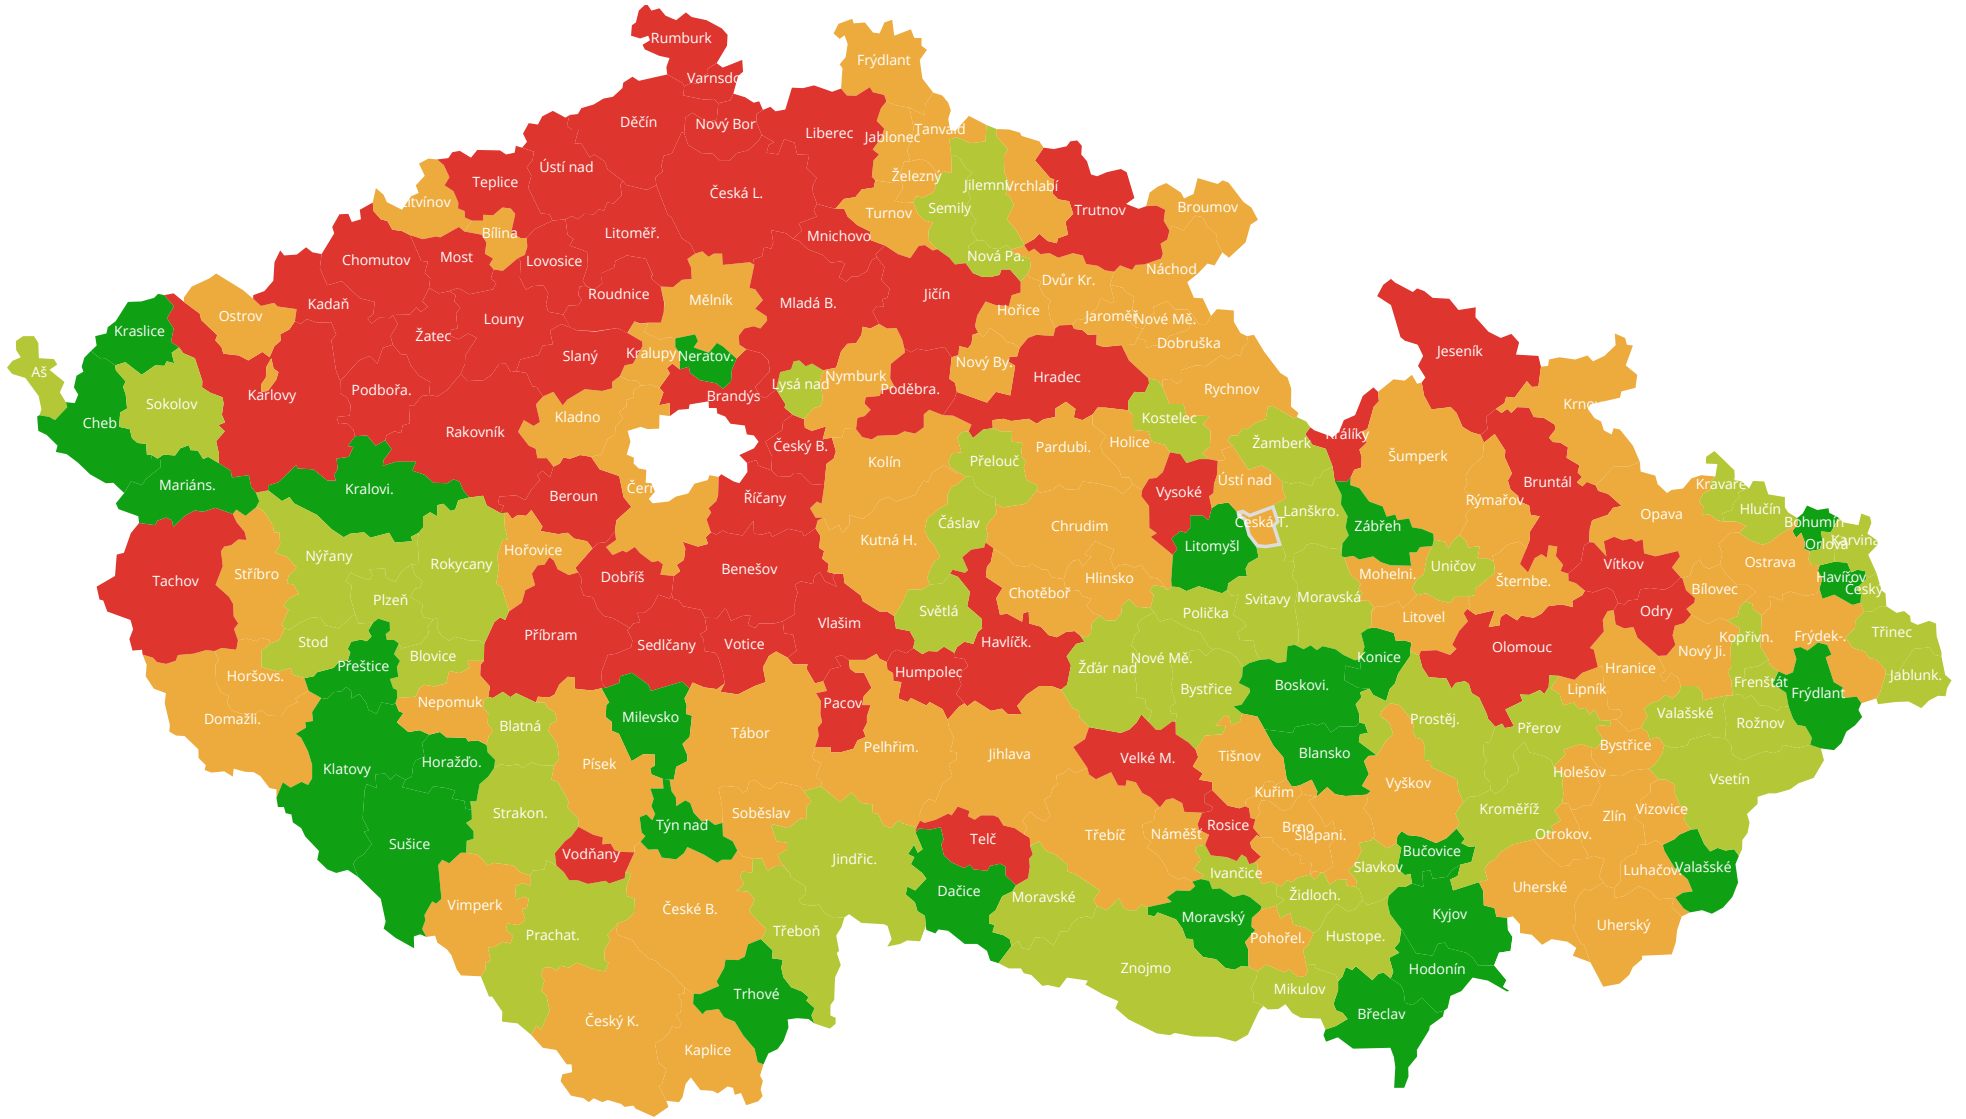 Rumburk
Frýdlant
Děčín
Nový Bor
Liberec
Jablonec
Tanvald
Ústí nad
Teplice
Česká L.
Železný
Jilemni
Vrchlabí
Semily
Trutnov
Broumov
Turnov
Litoměř.
Mnichovo
Bílina
Most
Chomutov
Lovosice
Nová Pa.
Náchod
Dvůr Kr.
Roudnice
Mělník
Mladá B.
Jičín
Kadaň
Ostrov
Louny
Hořice
Jaroměř
Nové Mě.
Kraslice
Žatec
Dobruška
Slaný
Kralupy
Neratov.
Jeseník
Nový By.
Hradec
Aš
Lysá nad
Nymburk
Poděbra.
Rychnov
Karlovy
Podbořa.
Brandýs
Sokolov
Kladno
Kostelec
Cheb
Rakovník
Králíky
Žamberk
Holice
Pardubi.
Český B.
Kolín
Přelouč
Šumperk
Mariáns.
Kralovi.
Ústí nad
Bruntál
Kravaře
Beroun
Říčany
Vysoké
Rýmařov
Hlučín
Lanškro.
Opava
Česká T.
Bohumín
Čáslav
Chrudim
Zábřeh
Kutná H.
Litomyšl
Orlová
Karviná
Hořovice
Nýřany
Rokycany
Benešov
Vítkov
Ostrava
Stříbro
Tachov
Dobříš
Hlinsko
Mohelni.
Uničov
Šternbe.
Havířov
Český
Bílovec
Chotěboř
Plzeň
Svitavy
Moravská
Světlá
Polička
Odry
Litovel
Vlašim
Příbram
Třinec
Frýdek-.
Kopřivn.
Stod
Sedlčany
Votice
Havlíčk.
Olomouc
Nový Ji.
Blovice
Konice
Nové Mě.
Přeštice
Žďár nad
Hranice
Humpolec
Horšovs.
Jablunk.
Frenštát
Boskovi.
Bystřice
Lipník
Frýdlant
Nepomuk
Pacov
Valašské
Milevsko
Domažli.
Prostěj.
Rožnov
Blatná
Přerov
Tábor
Pelhřim.
Bystřice
Jihlava
Blansko
Tišnov
Velké M.
Horažďo.
Písek
Klatovy
Holešov
Vsetín
Vyškov
Kuřim
Kroměříž
Vizovice
Strakon.
Soběslav
Zlín
Týn nad
Rosice
Brno
Šlapani.
Třebíč
Náměšť
Otrokov.
Telč
Sušice
Bučovice
Vodňany
Jindřic.
Slavkov
Valašské
Luhačov.
Ivančice
Uherské
Dačice
Židloch.
Moravské
Vimperk
České B.
Kyjov
Moravský
Uherský
Třeboň
Prachat.
Hustope.
Pohořel.
Znojmo
Hodonín
Mikulov
Trhové
Břeclav
Český K.
Kaplice